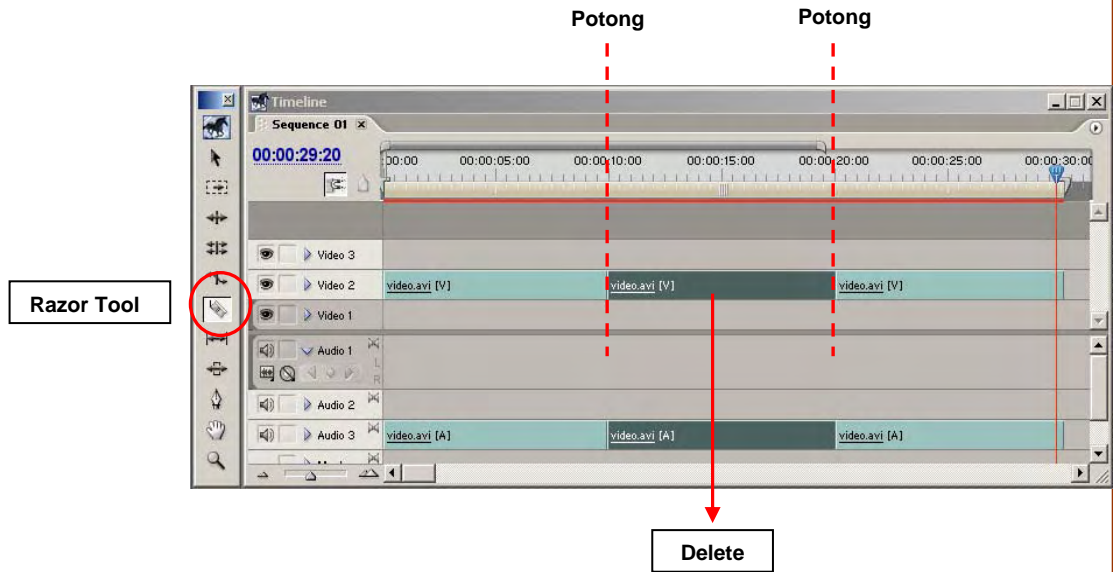 Potong Potong
Timeline
Sequence 01
00:00:29:20
00:00 00:00:05:00 00:00:10:00 00:00:15:00 00:00:20:00 00:00:25:00 00:00:30:00
Video 3
Video 2 video.avi [V] video.avi [V] video.avi [V]
Razor Tool
Video 1
Audio 1
L
R
Audio 2
Audio 3 video.avi [A] video.avi [A] video.avi [A]
Delete